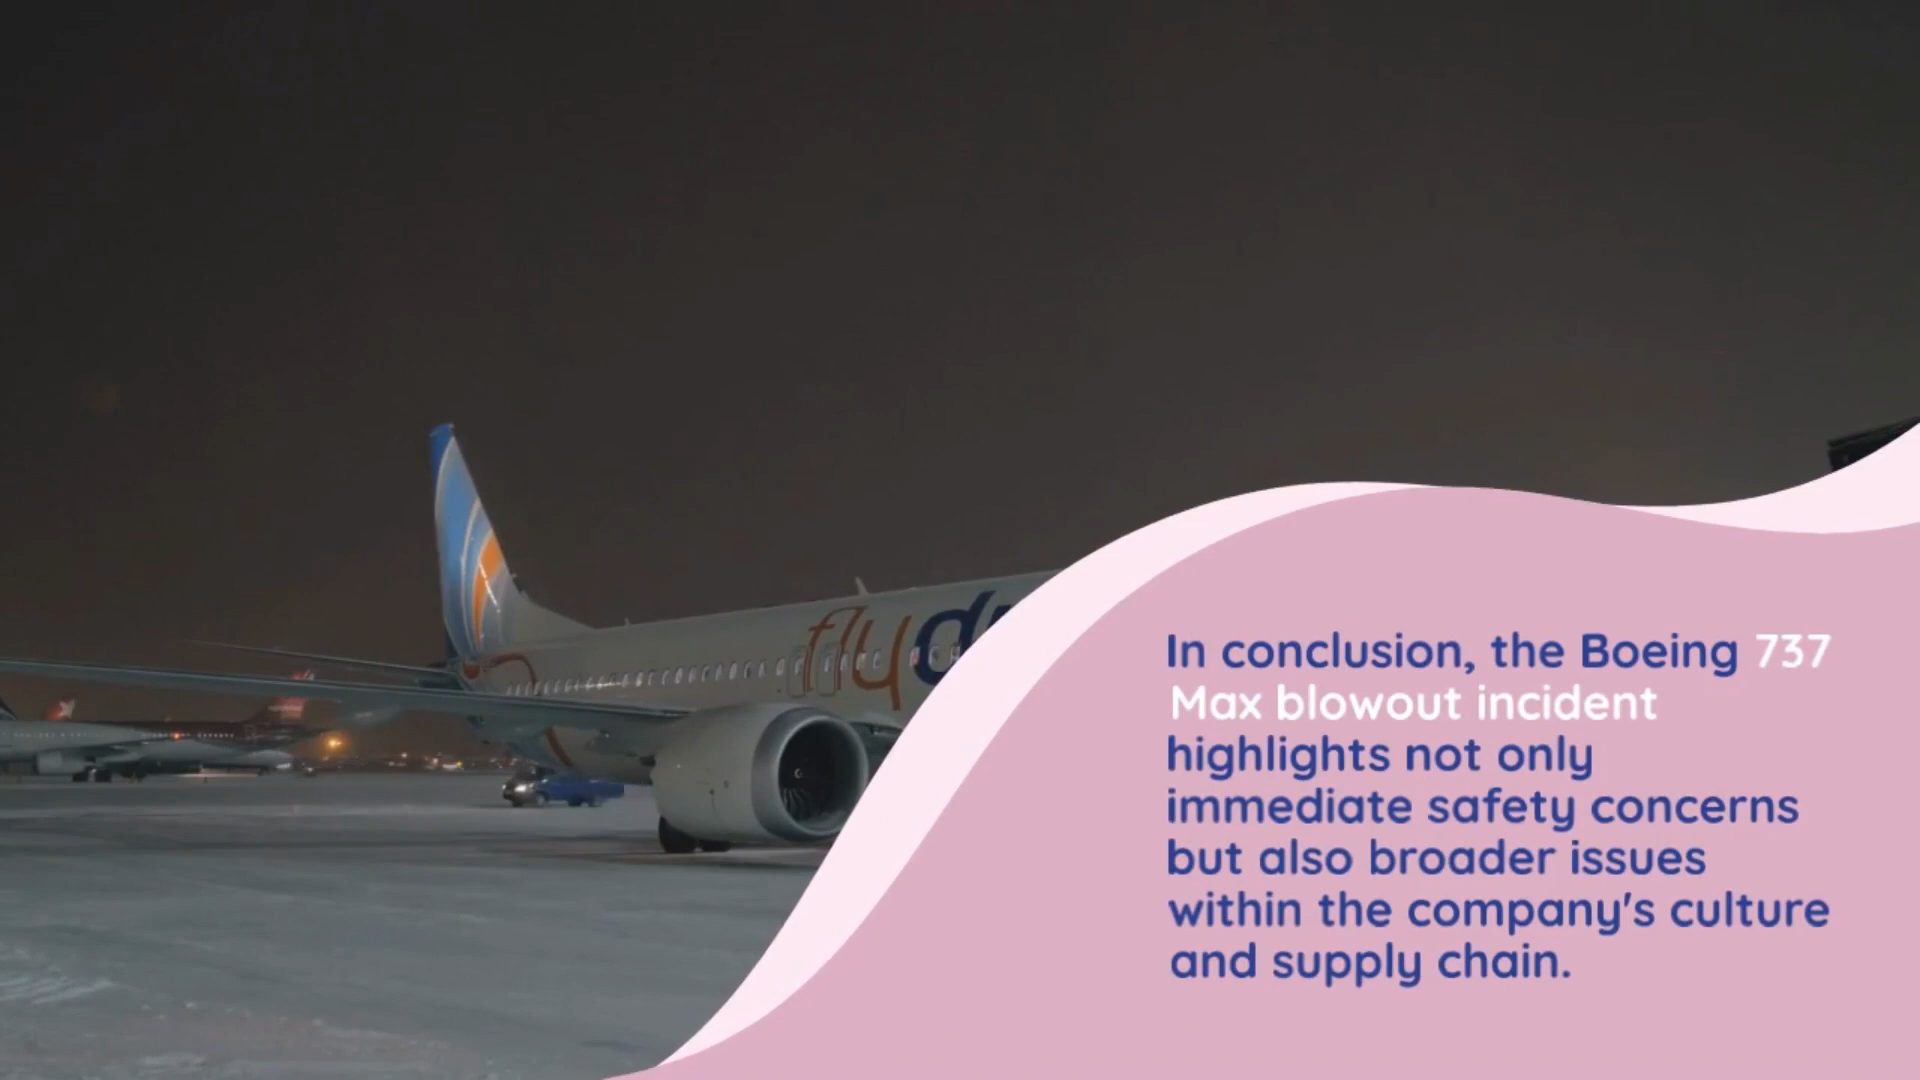 flyd
In conclusion, the Boeing 737
Max blowout incident
highlights not only
immediate safety concerns
but also broader issues
within the company's culture
and supply chain.